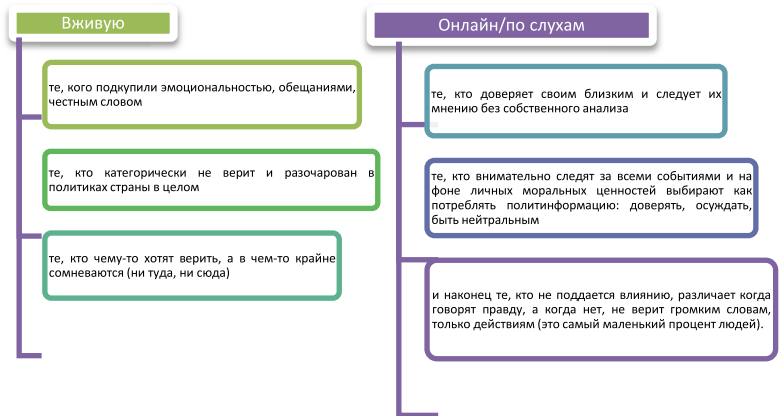 Вживую
те, кого подкупили эмоциональностью, обещаниями,
честным словом
те, кто категорически не верит и разочарован в
политиках страны в целом
те, кто чему-то хотят верить, а в чем-то крайне
сомневаются (ни туда, ни сюда)
Онлайн/по слухам
те, кто доверяет своим близким и следует их
мнению без собственного анализа
те, кто внимательно следят за всеми событиями и на
фоне личных моральных ценностей выбирают как
потреблять политинформацию: доверять, осуждать,
быть нейтральным
и наконец те, кто не поддается влиянию, различает когда
говорят правду, а когда нет, не верит громким словам,
только действиям (это самый маленький процент людей).